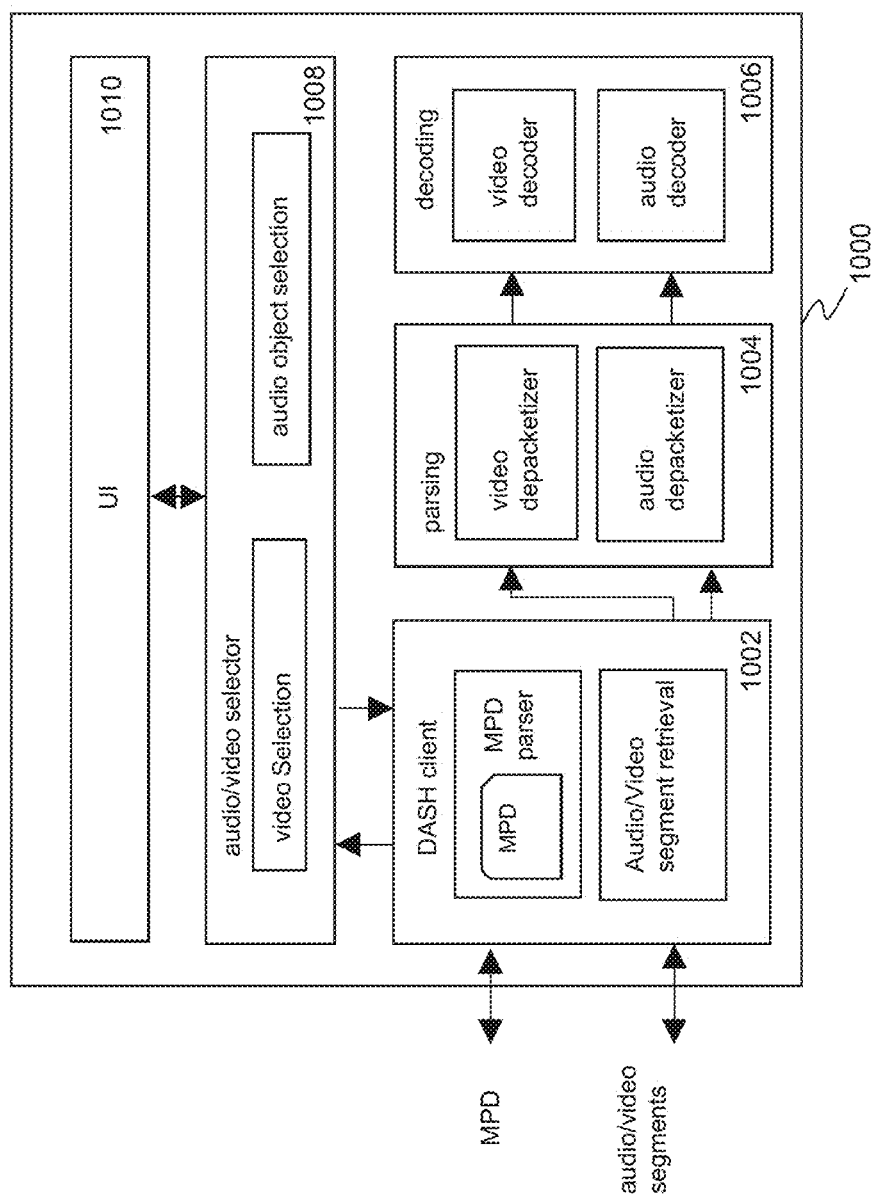 UI
1010
audio/video selector
video Selection
audio object selection
1008
DASH client
MPD
MPD
parser
Audio/Video
segment retrieval
1002
parsing
video
depacketizer
audio
depacketizer
1004
decoding
video
decoder
audio
decoder
1006
MPD
audio/video
segments
1000